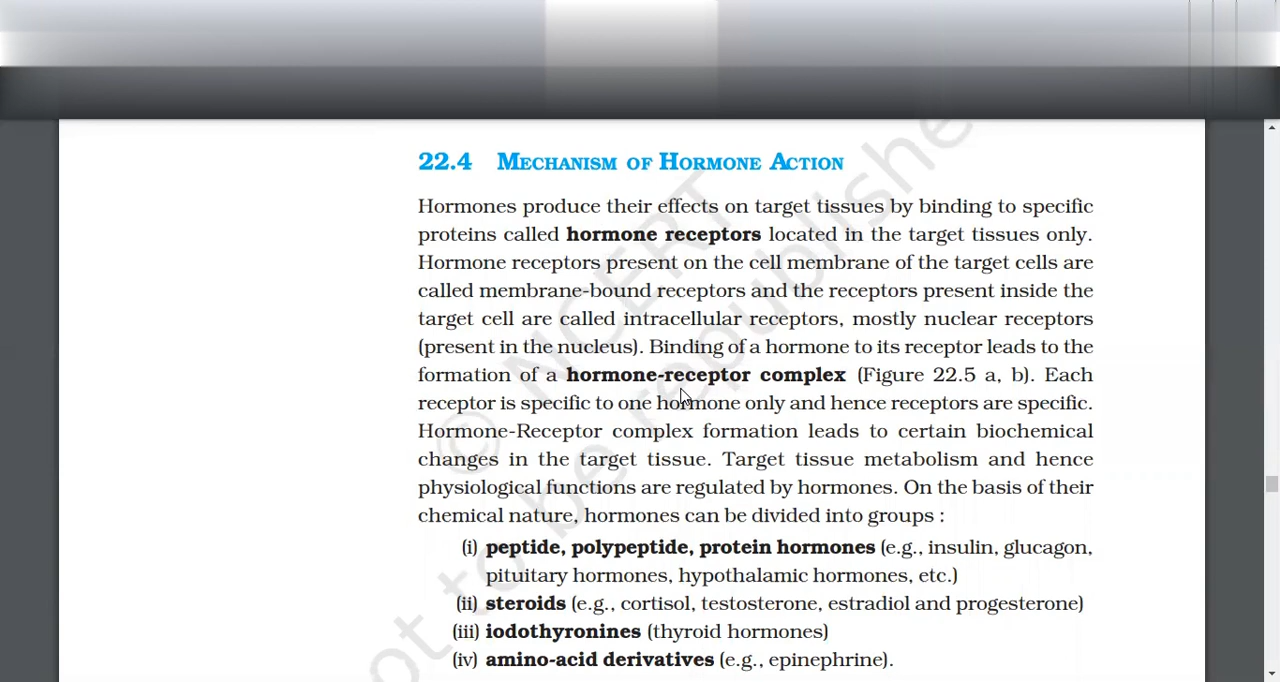 22.4 Mechanism of Hormone Action
Hormones produce their effects on target tissues by binding to specific
proteins called hormone receptors located in the target tissues only.
Hormone receptors present on the cell membrane of the target cells are
called membrane-bound receptors and the receptors present inside the
target cell are called intracellular receptors, mostly nuclear receptors
(present in the nucleus). Binding of a hormone to its receptor leads to the
formation of a hormone-receptor complex (Figure 22.5 a, b). Each
receptor is specific to one hormone only and hence receptors are specific.
Hormone-Receptor complex formation leads to certain biochemical
changes in the target tissue. Target tissue metabolism and hence
physiological functions are regulated by hormones. On the basis of their
chemical nature, hormones can be divided into groups :
(i) peptide, polypeptide, protein hormones (e.g., insulin, glucagon,
pituitary hormones, hypothalamic hormones, etc.)
(ii) steroids (e.g., cortisol, testosterone, estradiol and progesterone)
(iii) iodothyronines (thyroid hormones)
(iv) amino-acid derivatives (e.g., epinephrine).
© NCERT
be